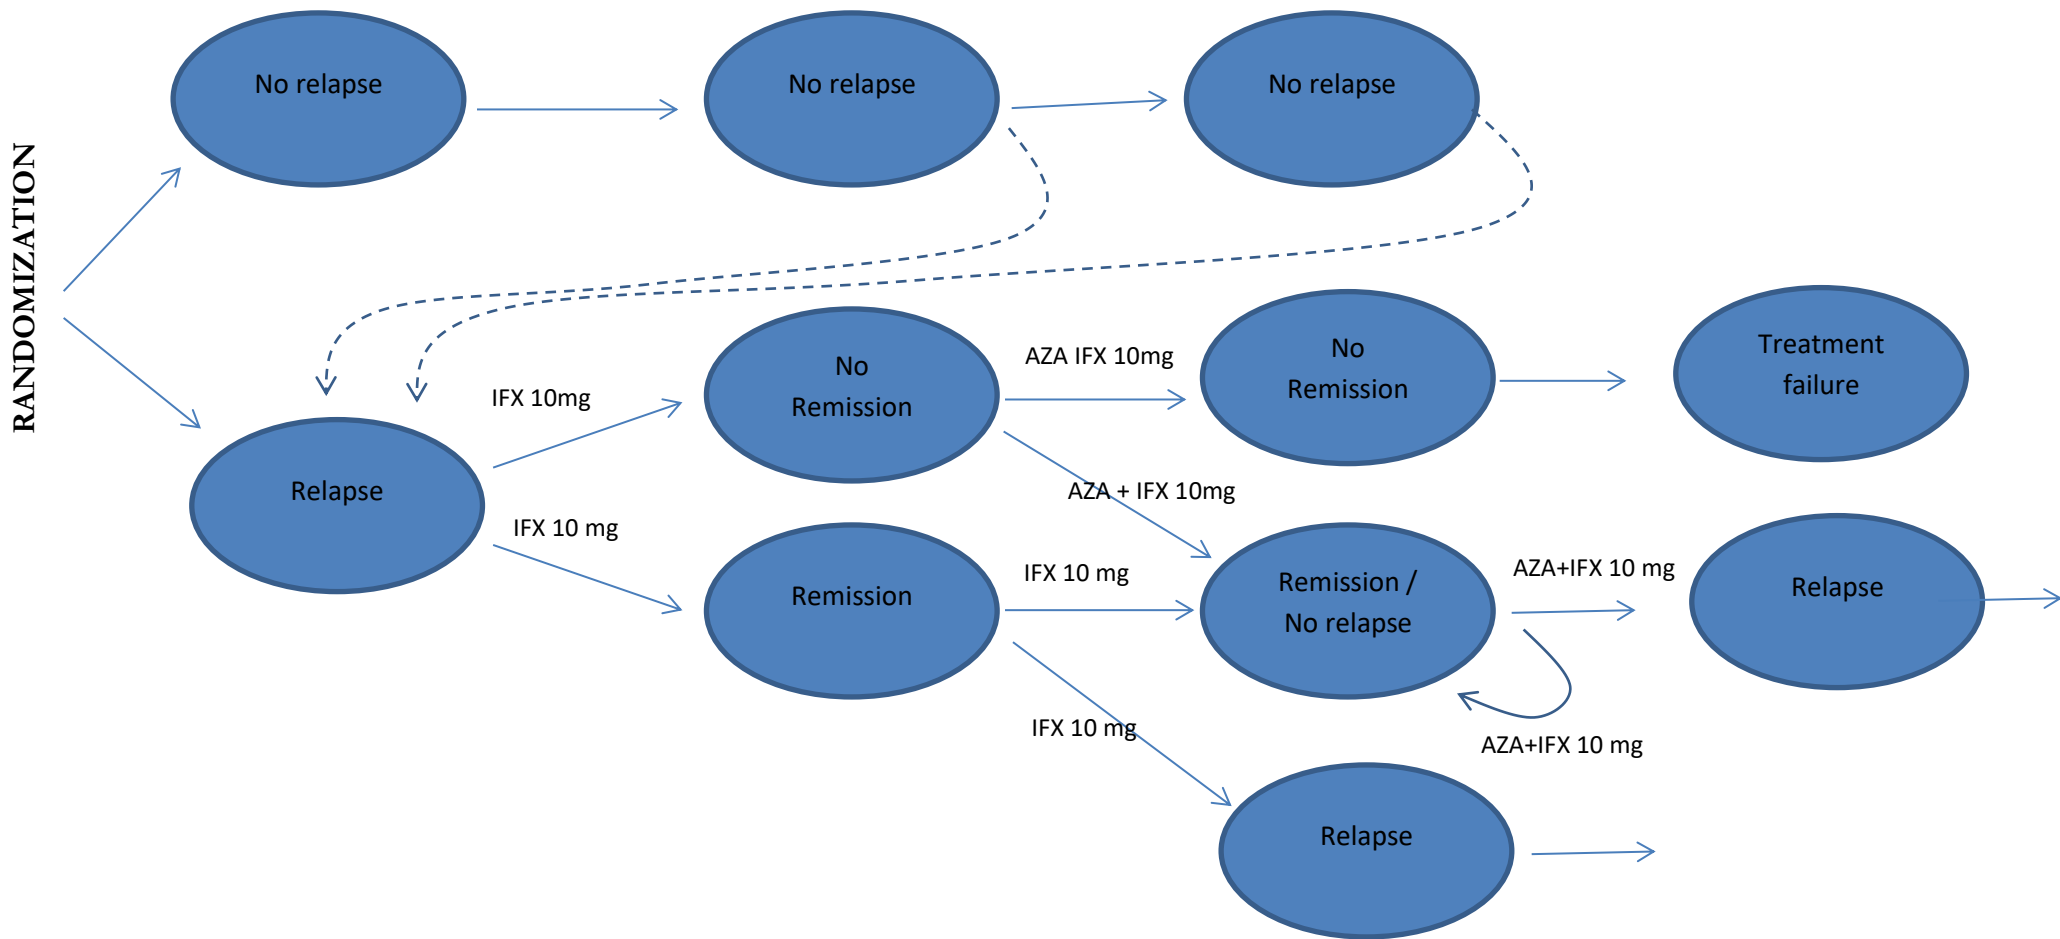 RANDOMIZATION
No relapse
No relapse
No relapse
Relapse
IFX 10mg
IFX 10 mg
No
Remission
Remission
AZA IFX 10mg
AZA + IFX 10mg
IFX 10 mg
IFX 10 mg
No
Remission
Remission /
No relapse
Relapse
AZA+IFX 10 mg
AZA+IFX 10 mg
Treatment
failure
Relapse